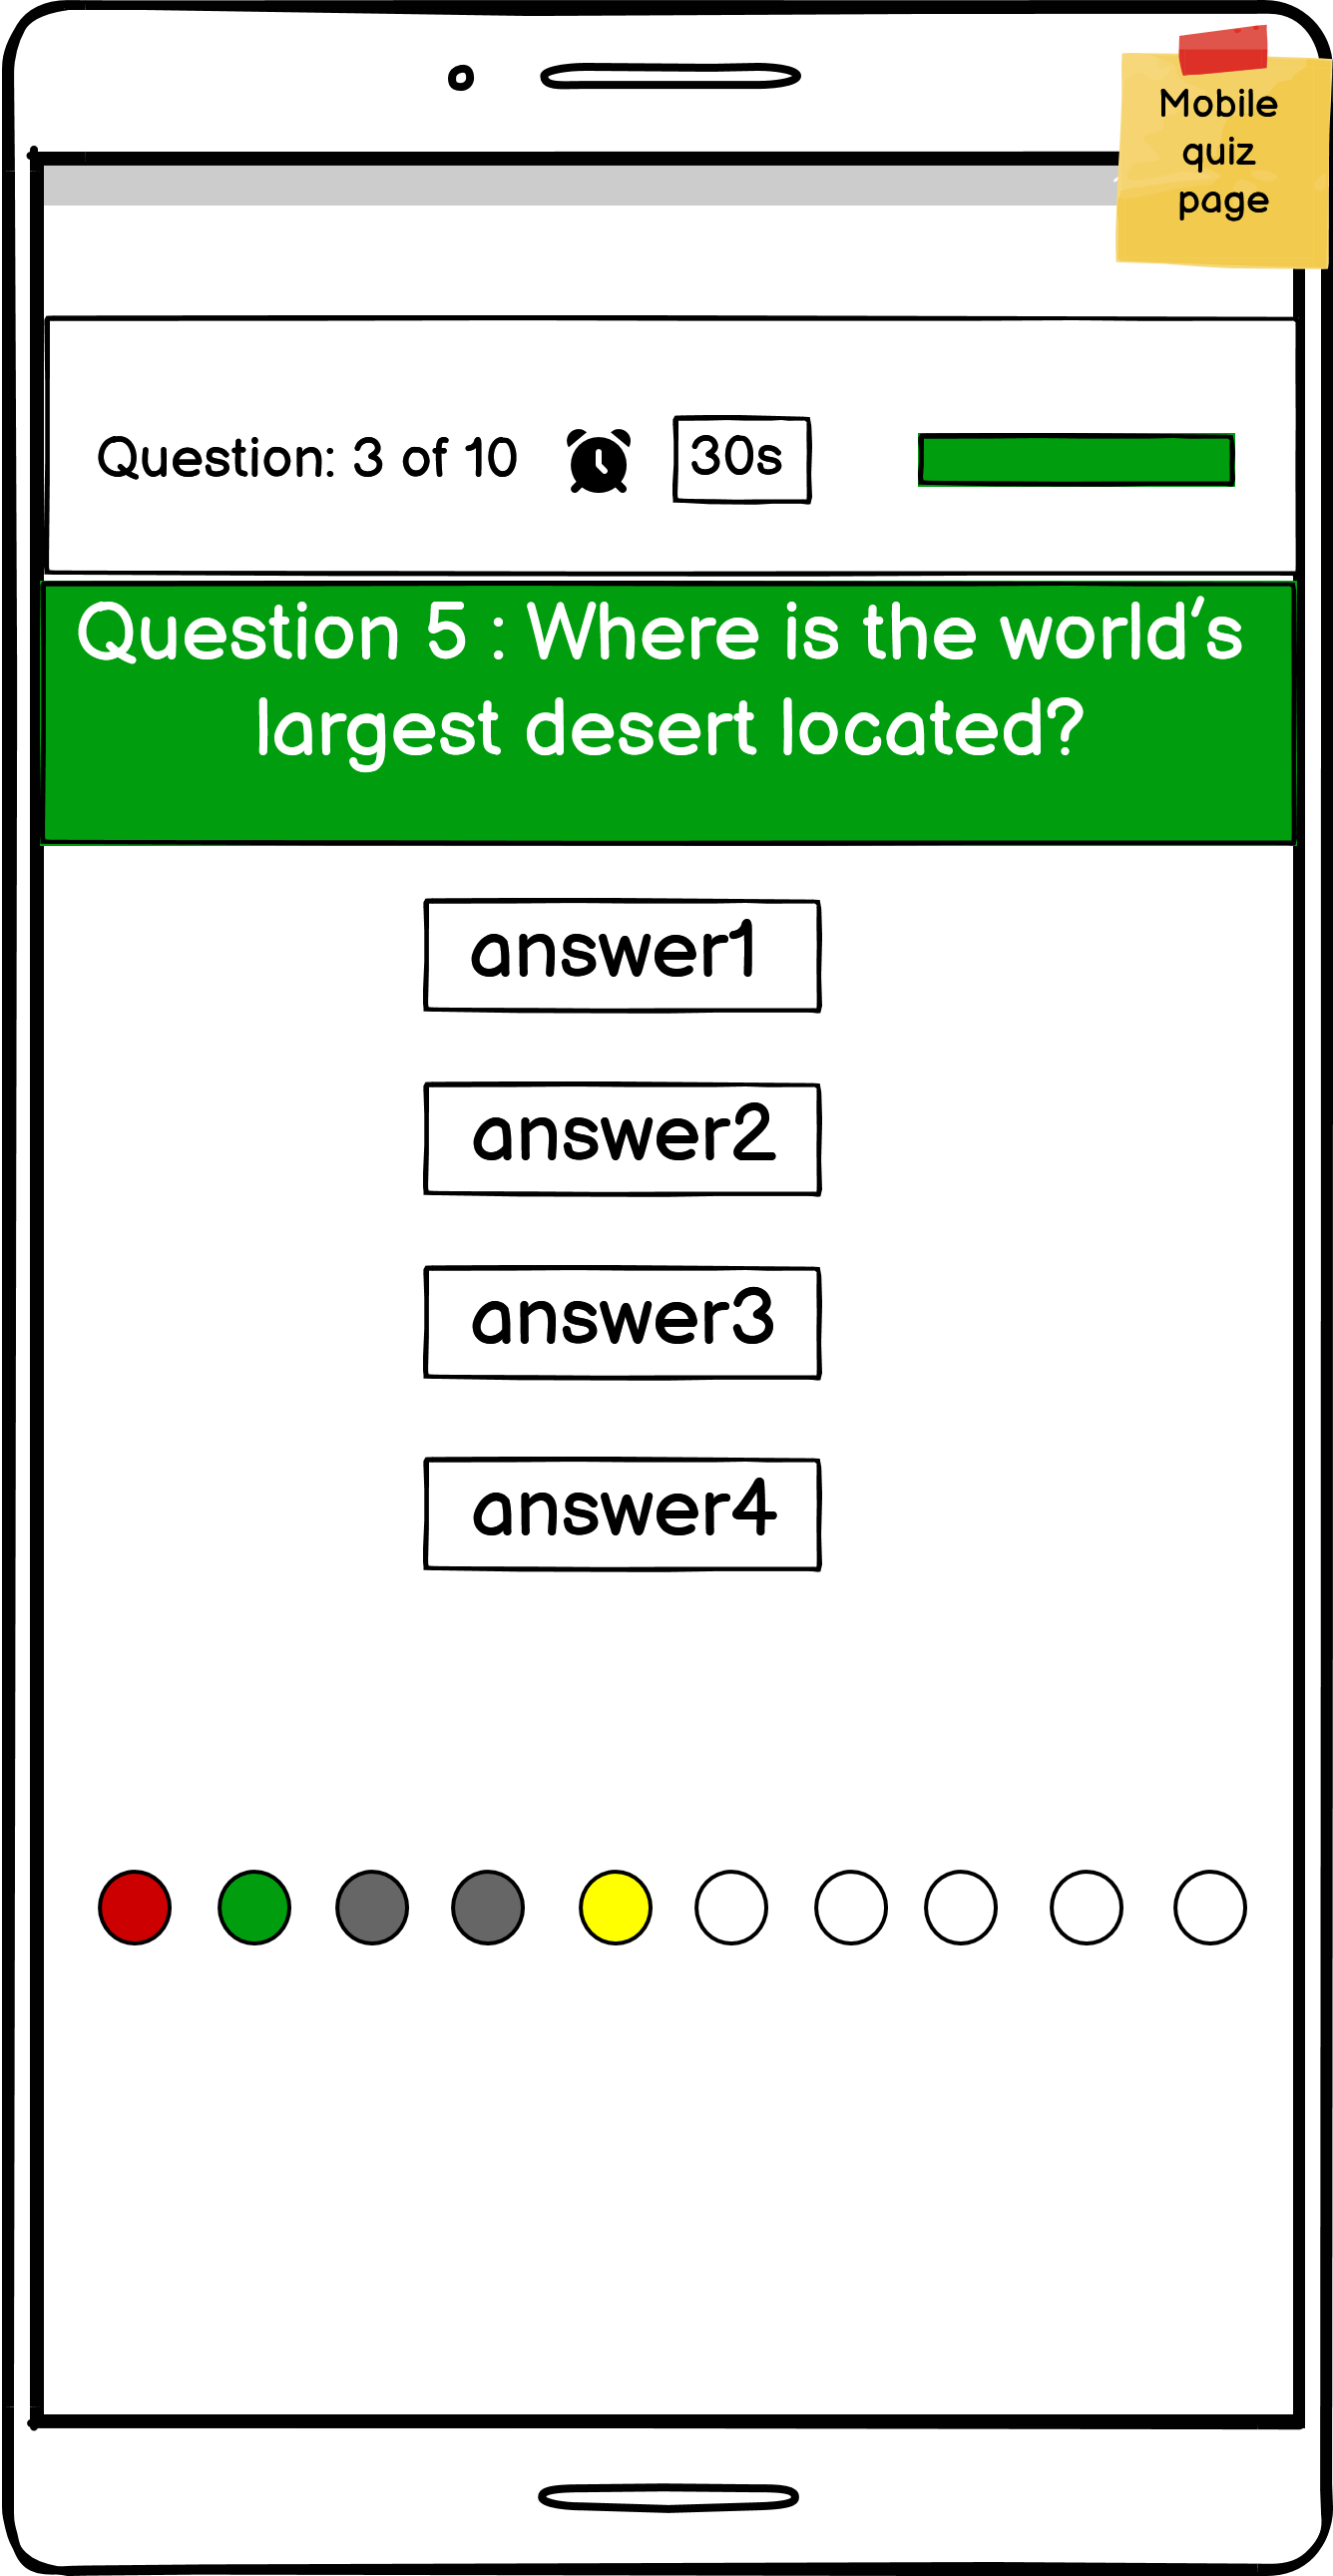 Mobile
quiz
page
Question: 3 of 10
30s
Question 5 : Where is the world's
largest desert located?
answer1
answer2
answer3
answer4